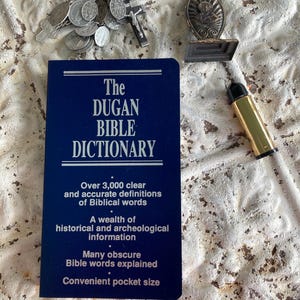 The
DUGAN
BIBLE
DICTIONARY
•
Over 3,000 clear
and accurate definitions
of Biblical words
•
A wealth of
historical and archeological
information
•
Many obscure
Bible words explained
•
Convenient pocket size